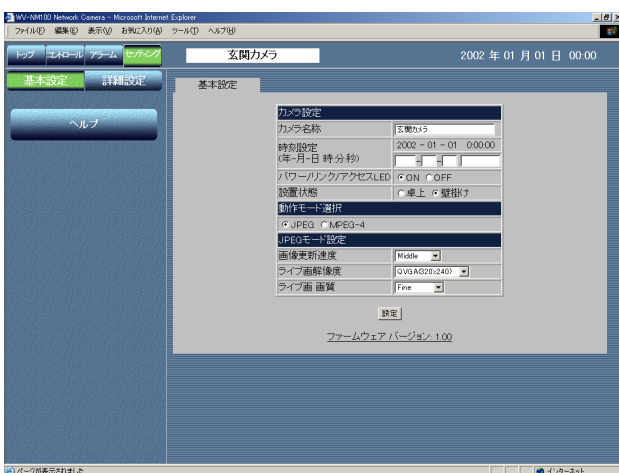 WV-NM100 Network Camera - Microsoft Internet Explorer
ファイル(F) 編集(E) 表示(V) お気に入り(A) ツール(T) ヘルプ(H)
トップ コントロール アラーム セッティング 玄関カメラ 2002 年 01 月 01 日 00:00
基本設定 詳細設定
ヘルプ
基本設定
カメラ設定
カメラ名称 玄関カメラ
時刻設定 2002 - 01 - 01 0:00:00
(年-月-日 時:分:秒) - -
パワー/リンク/アクセスLED ON OFF
設置状態 卓上 壁掛け
動作モード選択
JPEG MPEG-4
JPEGモード設定
画像更新速度 Middle
ライブ画解像度 QVGA(320x240)
ライブ画 画質 Fine
設定
ファームウェア バージョン: 1.00
ページが表示されました インターネット